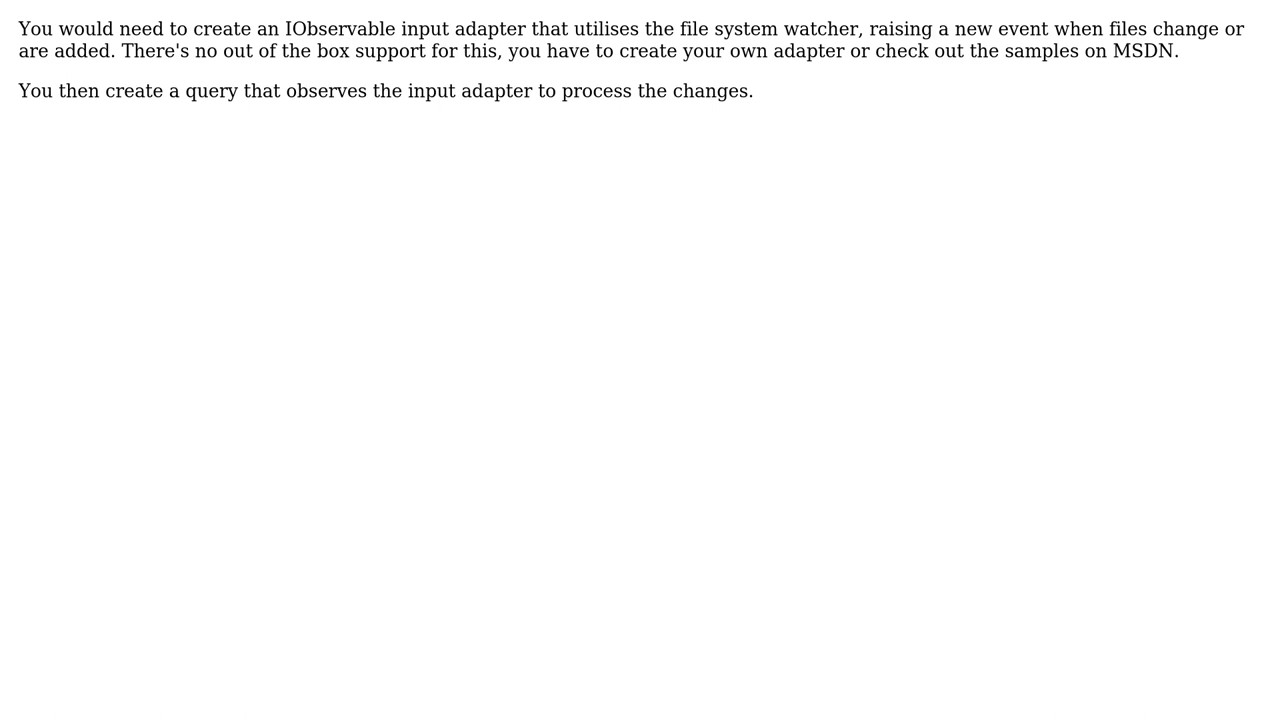 You would need to create an IObservable input adapter that utilises the file system watcher, raising a new event when files change or
are added. There's no out of the box support for this, you have to create your own adapter or check out the samples on MSDN.
You then create a query that observes the input adapter to process the changes.